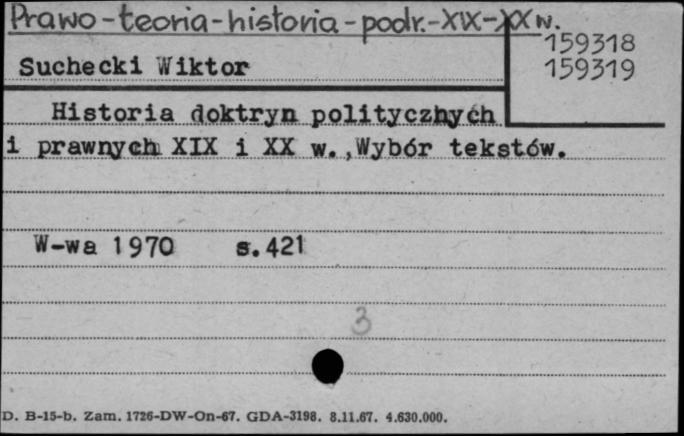 Prawo-teoria-historia-podr.-XIX-XX w.
159318
Suchecki Wiktor
159319
Historia doktryn politycznych
i prawnych XIX i XX w.,Wybór tekstów.
W-wa 1970 s.421
3
D. B-15-b. Zam. 1726-DW-On-67. GDA-3198. 8.11.67. 4.630.000.